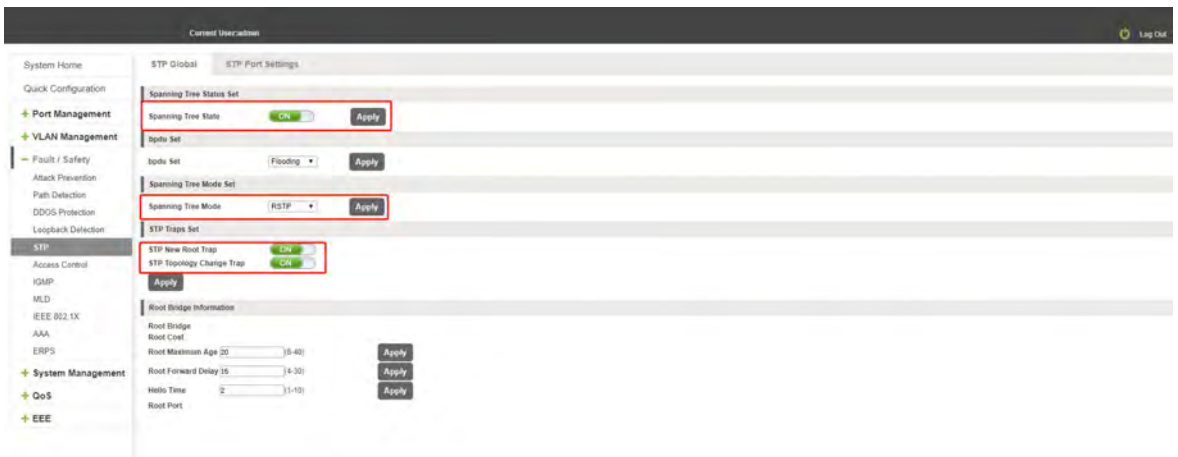 Current User:admin
Log Out
System Home
Quick Configuration
+ Port Management
+ VLAN Management
− Fault / Safety
Attack Prevention
Path Detection
DDOS Protection
Loopback Detection
STP
Access Control
IGMP
MLD
IEEE 802.1X
AAA
ERPS
+ System Management
+ QoS
+ EEE
STP Global STP Port Settings
Spanning Tree Status Set
Spanning Tree State ON Apply
bpdu Set
bpdu Set Flooding Apply
Spanning Tree Mode Set
Spanning Tree Mode RSTP Apply
STP Traps Set
STP New Root Trap ON
STP Topology Change Trap ON
Apply
Root Bridge Information
Root Bridge
Root Cost
Root Maximum Age 20 (6-40) Apply
Root Forward Delay 15 (4-30) Apply
Hello Time 2 (1-10) Apply
Root Port